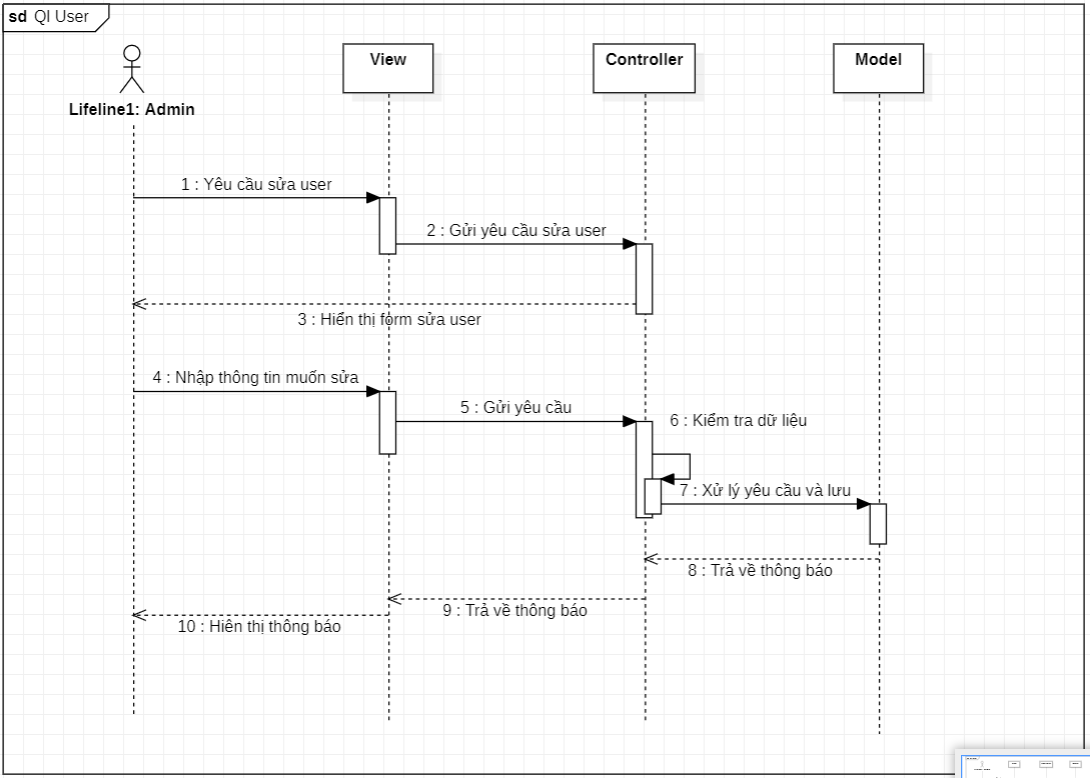 sd QI User
View
Controller
Model
Lifeline1: Admin
1 : Yêu cầu sửa user
2 : Gửi yêu cầu sửa user
3 : Hiển thị form sửa user
4 : Nhập thông tin muốn sửa
5 : Gửi yêu cầu
6 : Kiểm tra dữ liệu
7 : Xử lý yêu cầu và lưu
8 : Trả về thông báo
9 : Trả về thông báo
10 : Hiên thị thông báo